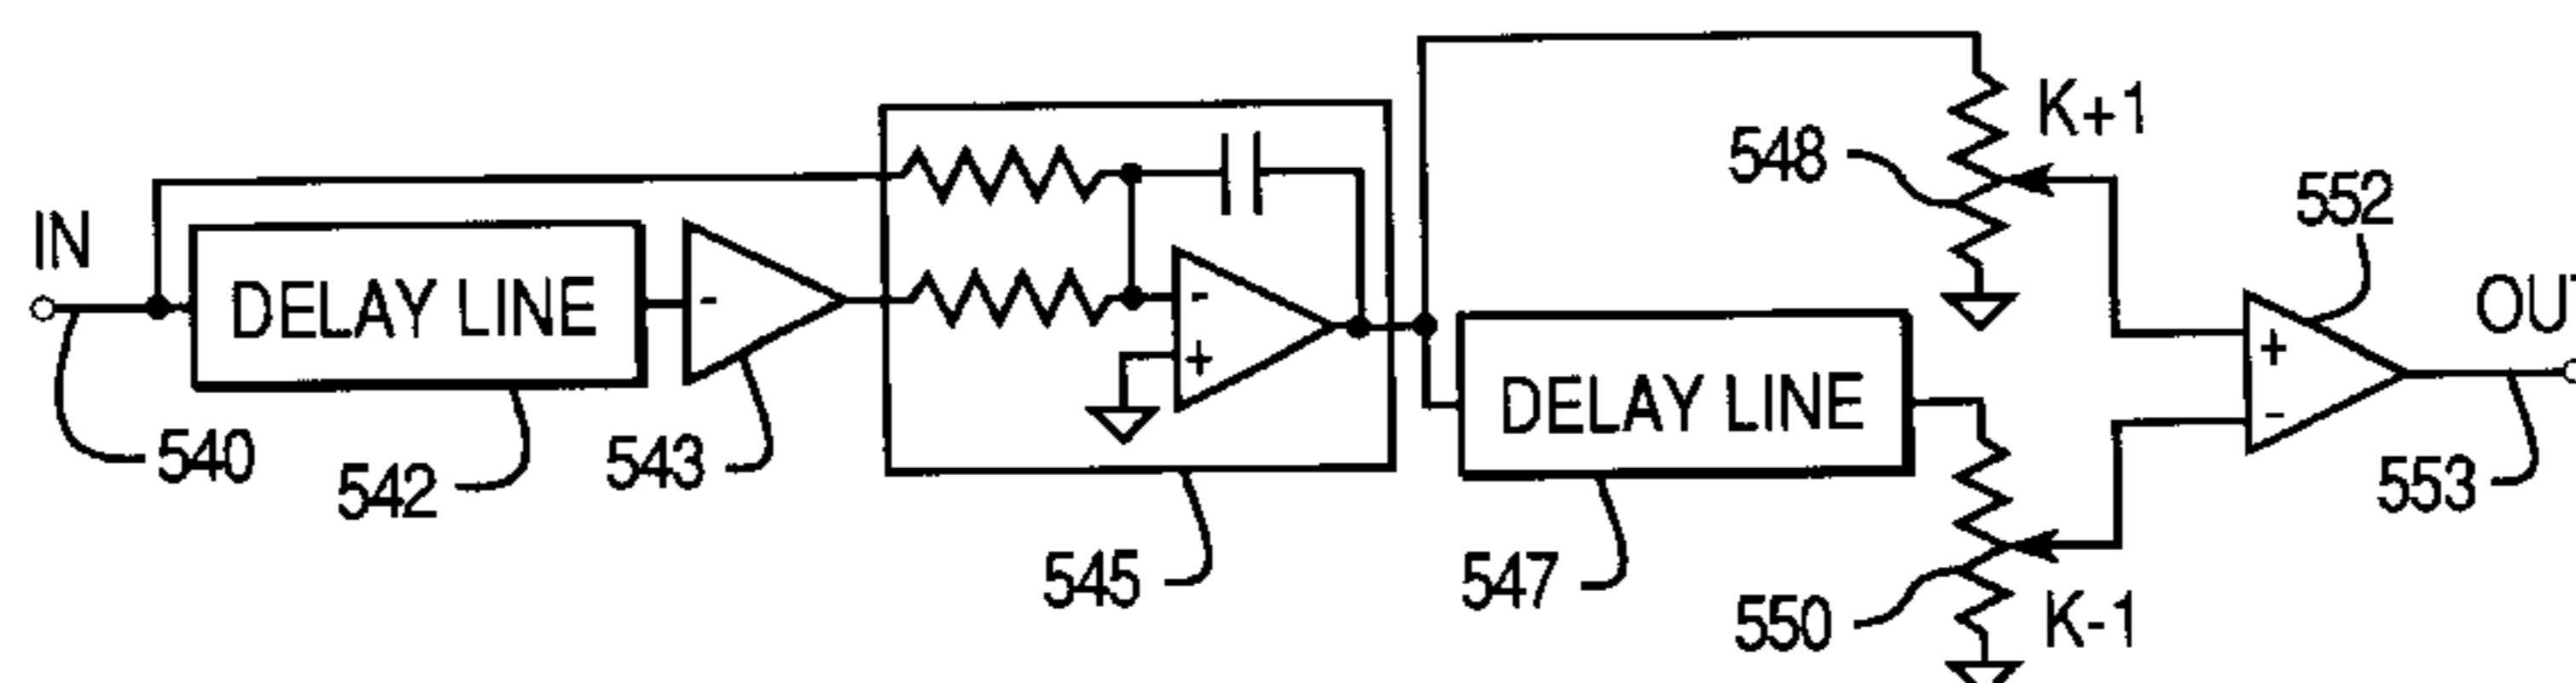 IN
DELAY LINE
-
540
542
543
-
+
545
DELAY LINE
547
548
K+1
550
K-1
552
+
-
OUT
553